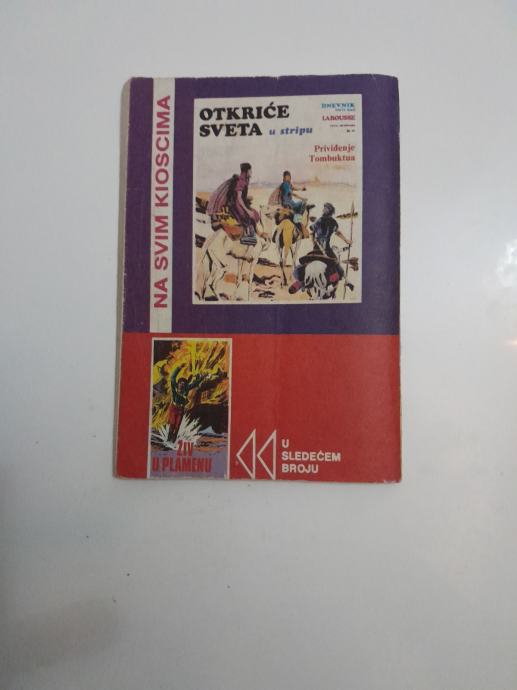 NA SVIM KIOSCIMA
OTKRIĆE
SVETA u stripu
DNEVNIK
LAROUSSE
Priviđenje
Tombuktua
ŽIV
U PLAMENU
U
SLEDEĆEM
BROJU